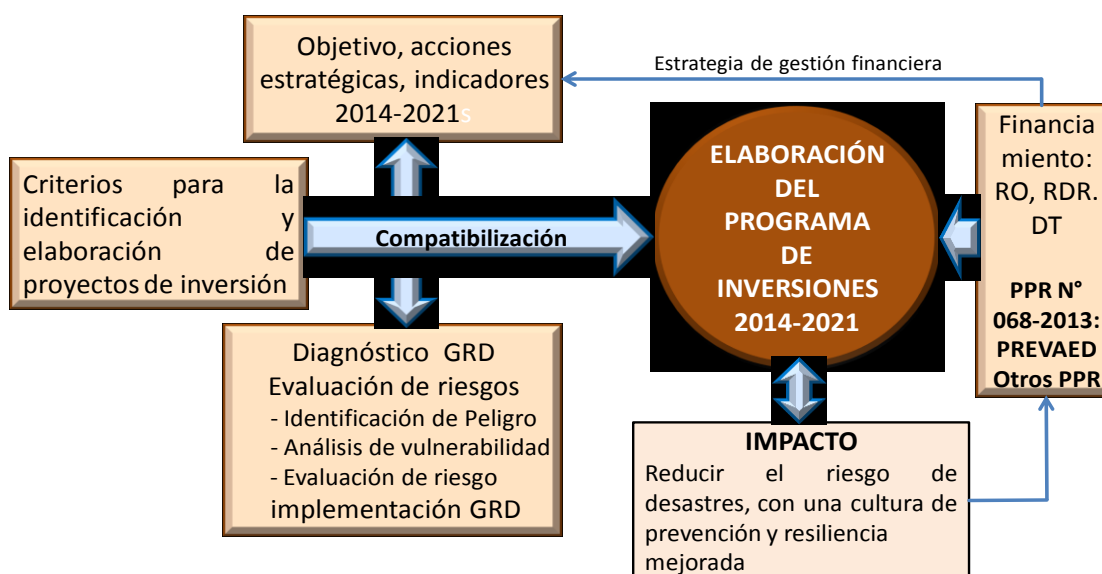 Objetivo, acciones
estratégicas, indicadores
2014-2021s
Estrategia de gestión financiera
Criterios para la
identificación y
elaboración de
proyectos de inversión
Compatibilización
ELABORACIÓN
DEL
PROGRAMA
DE
INVERSIONES
2014-2021
Financia
miento:
RO, RDR.
DT
PPR N°
068-2013:
PREVAED
Otros PPR
Diagnóstico GRD
Evaluación de riesgos
- Identificación de Peligro
- Análisis de vulnerabilidad
- Evaluación de riesgo
implementación GRD
IMPACTO
Reducir el riesgo de
desastres, con una cultura de
prevención y resiliencia
mejorada